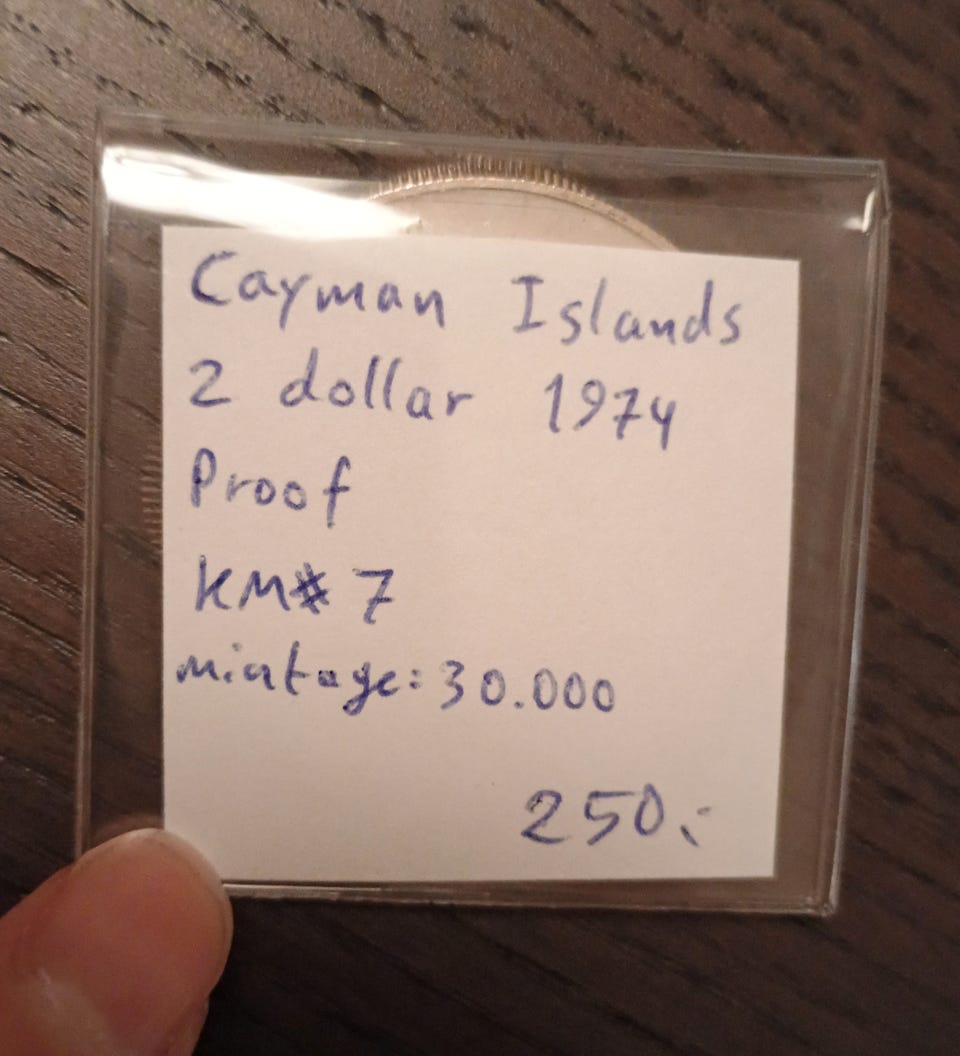 Cayman Islands
2 dollar 1974
Proof
KM# 7
mintage: 30.000
250,-